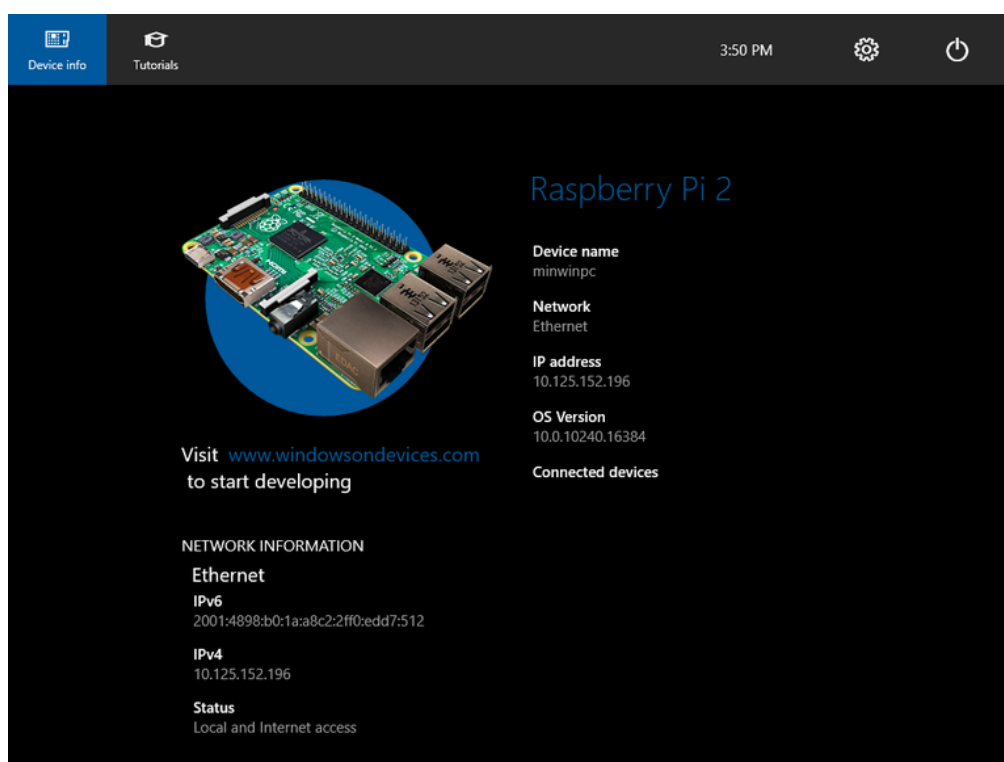 Device info
Tutorials
3:50 PM
Raspberry Pi 2
Device name
minwinpc
Network
Ethernet
IP address
10.125.152.196
OS Version
10.0.10240.16384
Connected devices
HDMI
EDAC
Visit www.windowsondevices.com
to start developing
NETWORK INFORMATION
Ethernet
IPv6
2001:4898:b0:1a:a8c2:2ff0:edd7:512
IPv4
10.125.152.196
Status
Local and Internet access